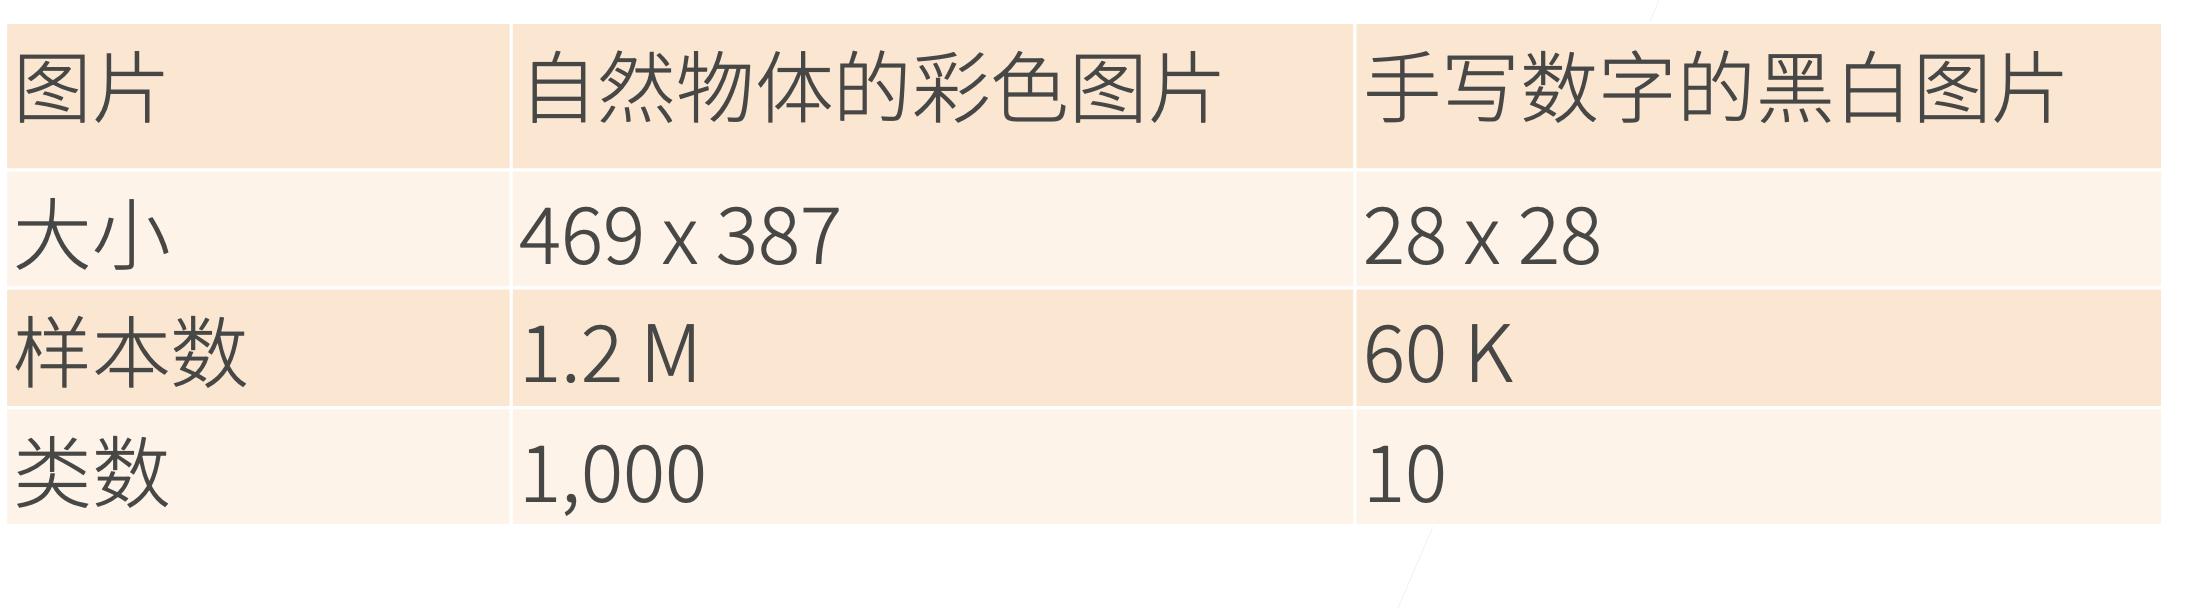 图片 自然物体的彩色图片 手写数字的黑白图片
大小 469 x 387 28 x 28
样本数 1.2 M 60 K
类数 1,000 10